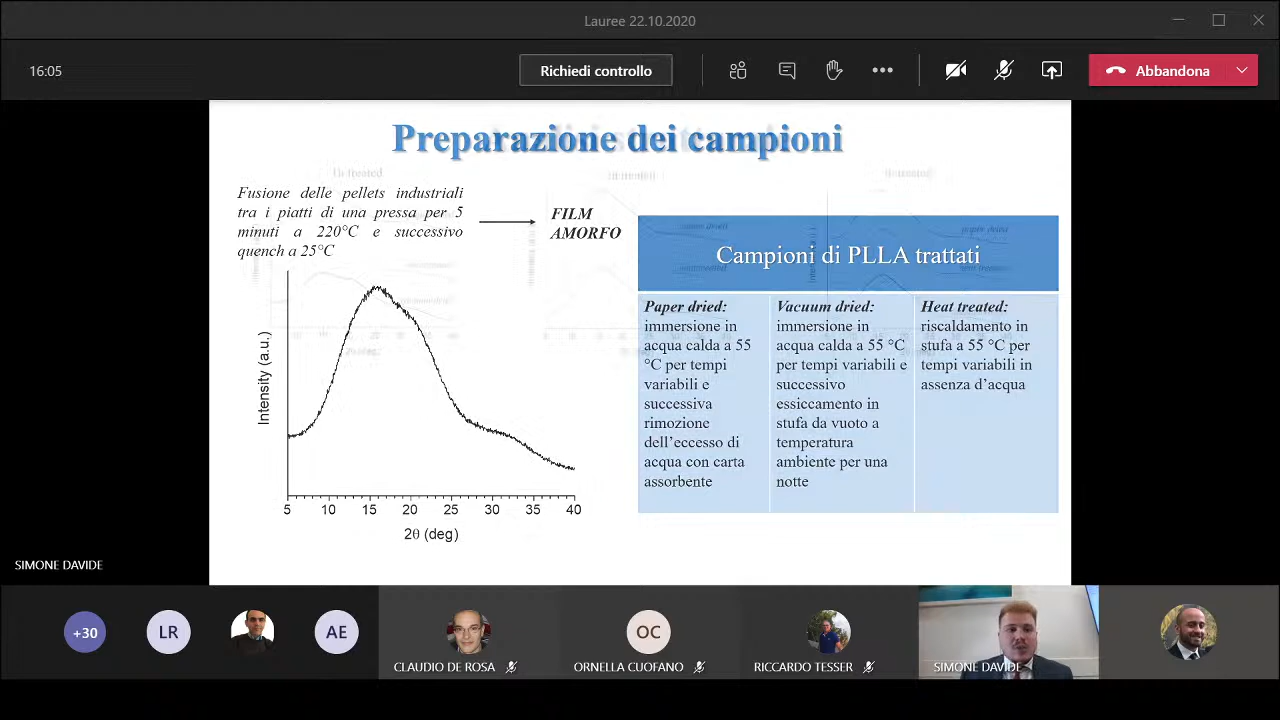 Lauree 22.10.2020
16:05
Richiedi controllo
Abbandona
Preparazione dei campioni
Fusione delle pellets industriali
tra i piatti di una pressa per 5
minuti a 220°C e successivo
quench a 25°C
FILM
AMORFO
Intensity (a.u.)
5 10 15 20 25 30 35 40
2θ (deg)
Campioni di PLLA trattati
Paper dried:
immersione in
acqua calda a 55
°C per tempi
variabili e
successiva
rimozione
dell’eccesso di
acqua con carta
assorbente
Vacuum dried:
immersione in
acqua calda a 55 °C
per tempi variabili e
successivo
essiccamento in
stufa da vuoto a
temperatura
ambiente per una
notte
Heat treated:
riscaldamento in
stufa a 55 °C per
tempi variabili in
assenza d’acqua
SIMONE DAVIDE
+30
LR
AE
CLAUDIO DE ROSA
OC
ORNELLA CUOFANO
RICCARDO TESSER
SIMONE DAVIDE